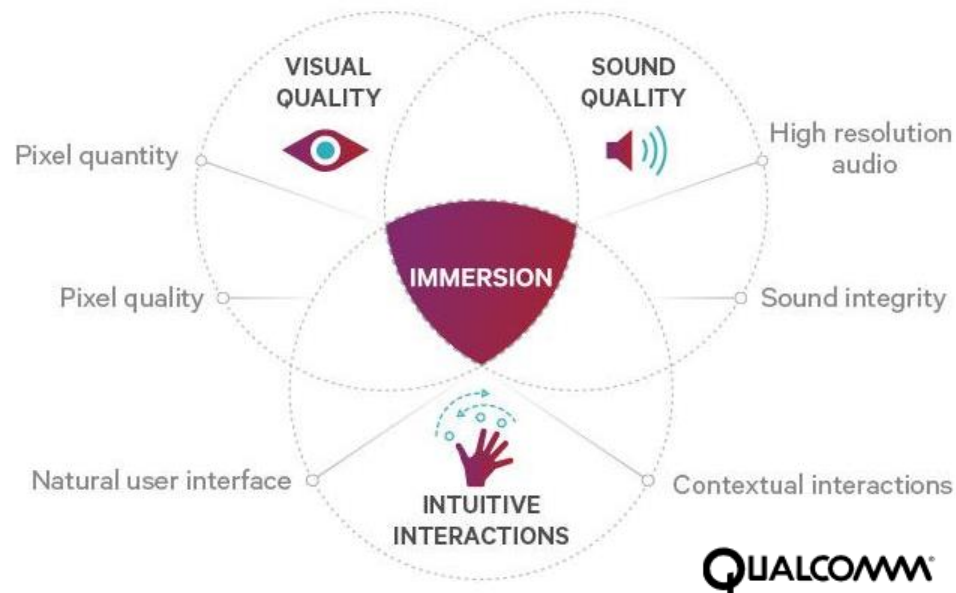 VISUAL
QUALITY
SOUND
QUALITY
Pixel quantity
High resolution
audio
IMMERSION
Pixel quality
Sound integrity
Natural user interface
Contextual interactions
INTUITIVE
INTERACTIONS
QUALCOMM®